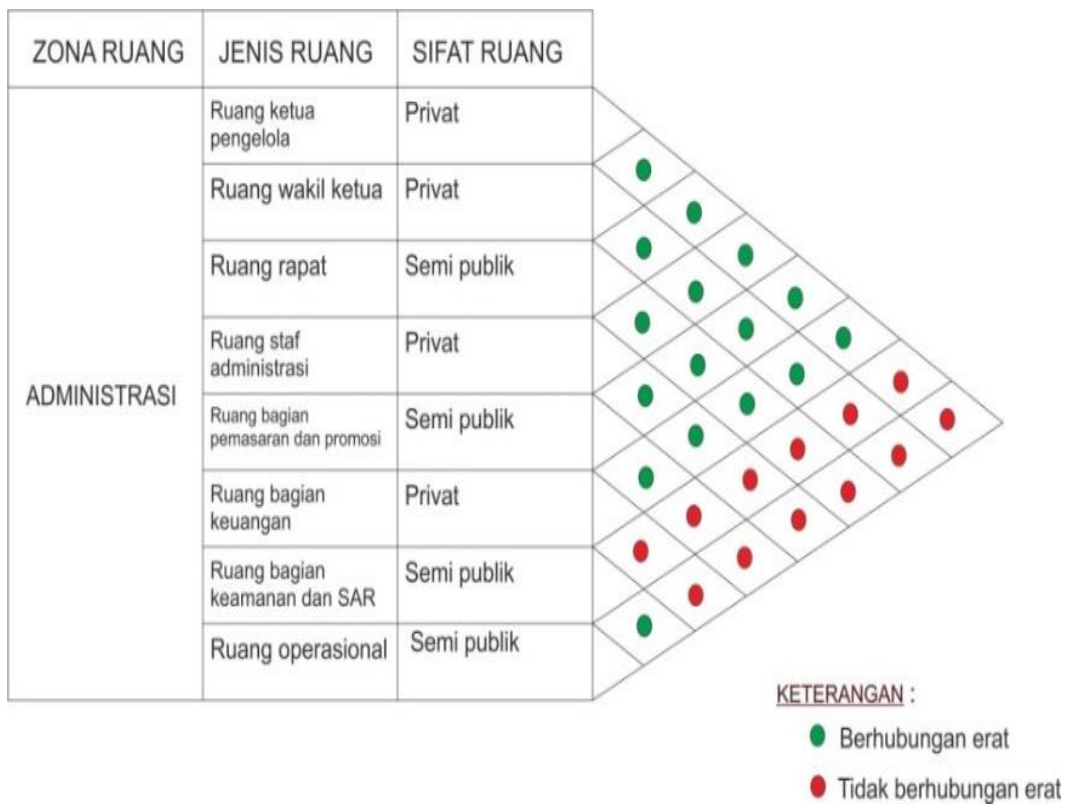 ZONA RUANG
JENIS RUANG
SIFAT RUANG
ADMINISTRASI
Ruang ketua
pengelola
Privat
Ruang wakil ketua
Privat
Ruang rapat
Semi publik
Ruang staf
administrasi
Privat
Ruang bagian
pemasaran dan promosi
Semi publik
Ruang bagian
keuangan
Privat
Ruang bagian
keamanan dan SAR
Semi publik
Ruang operasional
Semi publik
KETERANGAN :
Berhubungan erat
Tidak berhubungan erat